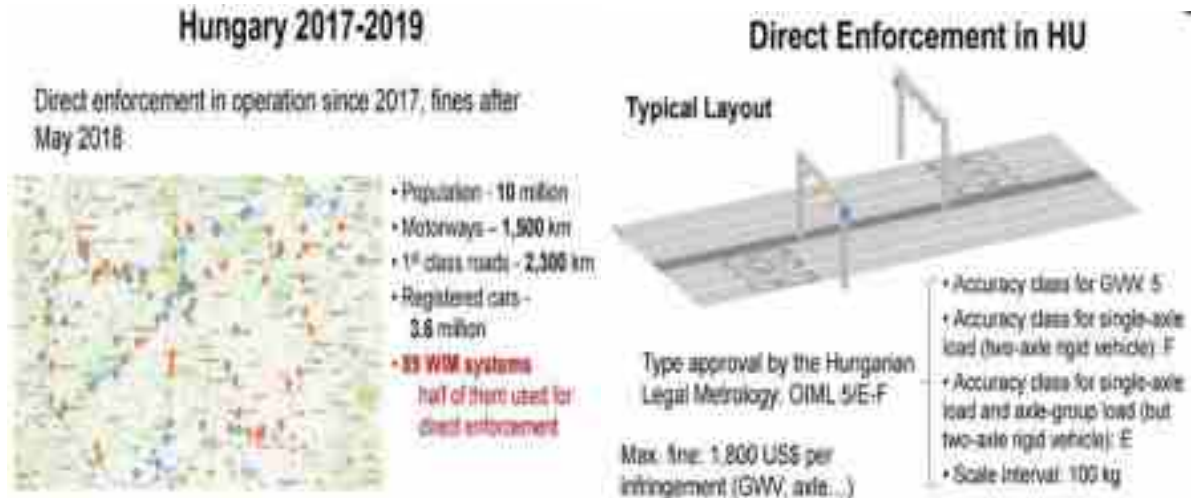 Hungary 2017-2019
Direct enforcement in operation since 2017, fines after
May 2018
• Population - 10 million
• Motorways – 1,500 km
• 1st class roads - 2,300 km
• Registered cars -
3.6 million
• 89 WIM systems
half of them used for
direct enforcement
Direct Enforcement in HU
Typical Layout
Type approval by the Hungarian
Legal Metrology: OIML 5/E-F
Max. fine: 1,800 US$ per
infringement (GWV, axle...)
• Accuracy class for GVW: 5
• Accuracy class for single-axle
load (two-axle rigid vehicle): F
• Accuracy class for single-axle
load and axle-group load (but
two-axle rigid vehicle): E
• Scale interval: 100 kg